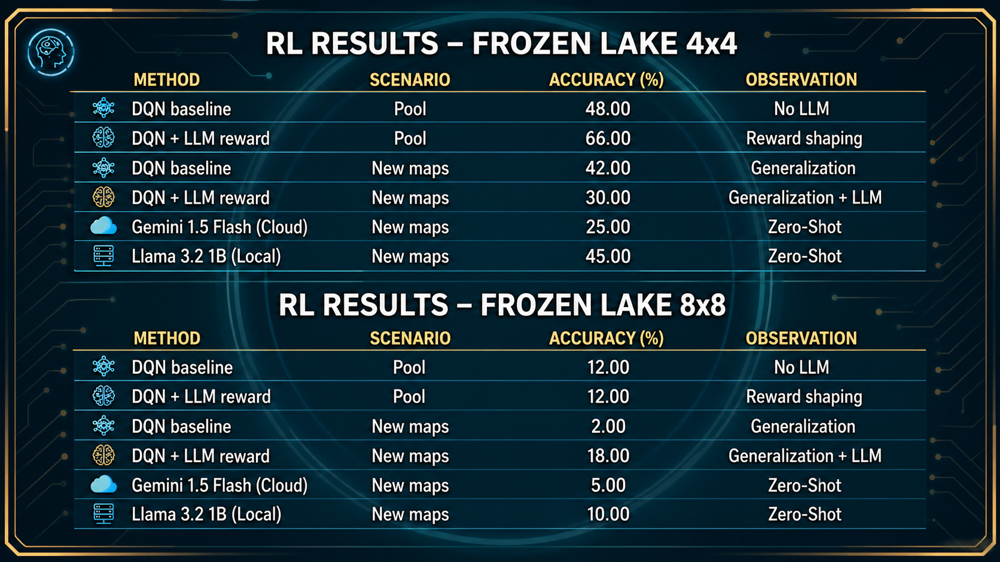 RL RESULTS – FROZEN LAKE 4x4
METHOD SCENARIO ACCURACY (%) OBSERVATION
DQN baseline Pool 48.00 No LLM
DQN + LLM reward Pool 66.00 Reward shaping
DQN baseline New maps 42.00 Generalization
DQN + LLM reward New maps 30.00 Generalization + LLM
Gemini 1.5 Flash (Cloud) New maps 25.00 Zero-Shot
Llama 3.2 1B (Local) New maps 45.00 Zero-Shot
RL RESULTS – FROZEN LAKE 8x8
METHOD SCENARIO ACCURACY (%) OBSERVATION
DQN baseline Pool 12.00 No LLM
DQN + LLM reward Pool 12.00 Reward shaping
DQN baseline New maps 2.00 Generalization
DQN + LLM reward New maps 18.00 Generalization + LLM
Gemini 1.5 Flash (Cloud) New maps 5.00 Zero-Shot
Llama 3.2 1B (Local) New maps 10.00 Zero-Shot